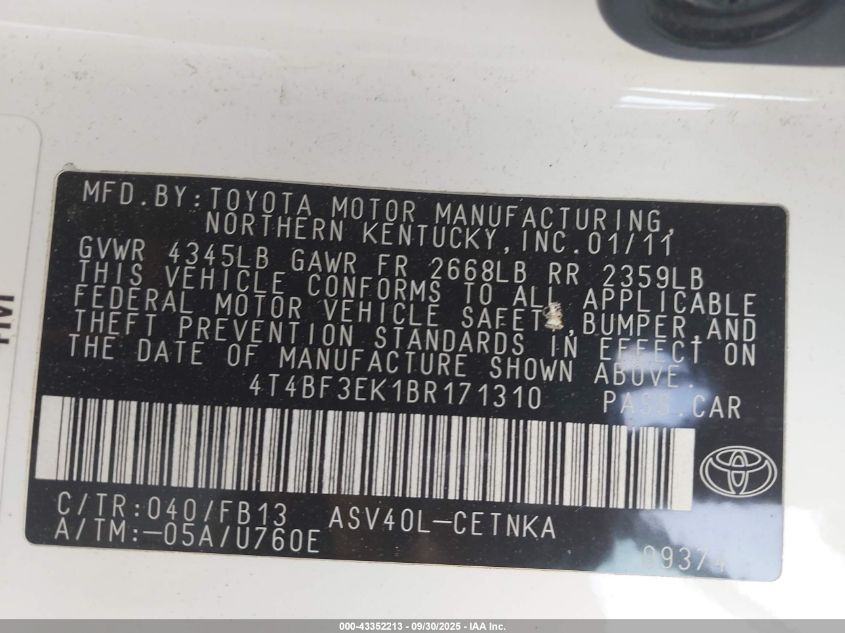 MFD.BY:TOYOTA MOTOR MANUFACTURING,
NORTHERN KENTUCKY,INC.01/11
GVWR 4345LB GAWR FR 2668LB RR 2359LB
THIS VEHICLE CONFORMS TO ALL APPLICABLE
FEDERAL MOTOR VEHICLE SAFETY,BUMPER,AND
THEFT PREVENTION STANDARDS IN EFFECT ON
THE DATE OF MANUFACTURE SHOWN ABOVE.
4T4BF3EK1BR171310 PASS.CAR
C/TR:040/FB13 ASV40L-CETNKA
A/TM:-05A/U760E
000-43352213 - 09/30/2025 - IAA Inc.